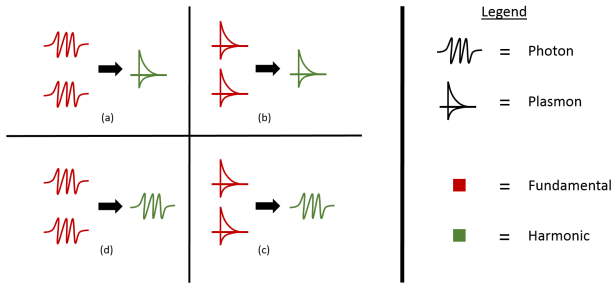 (a)
(b)
(d)
(c)
Legend
= Photon
= Plasmon
= Fundamental
= Harmonic